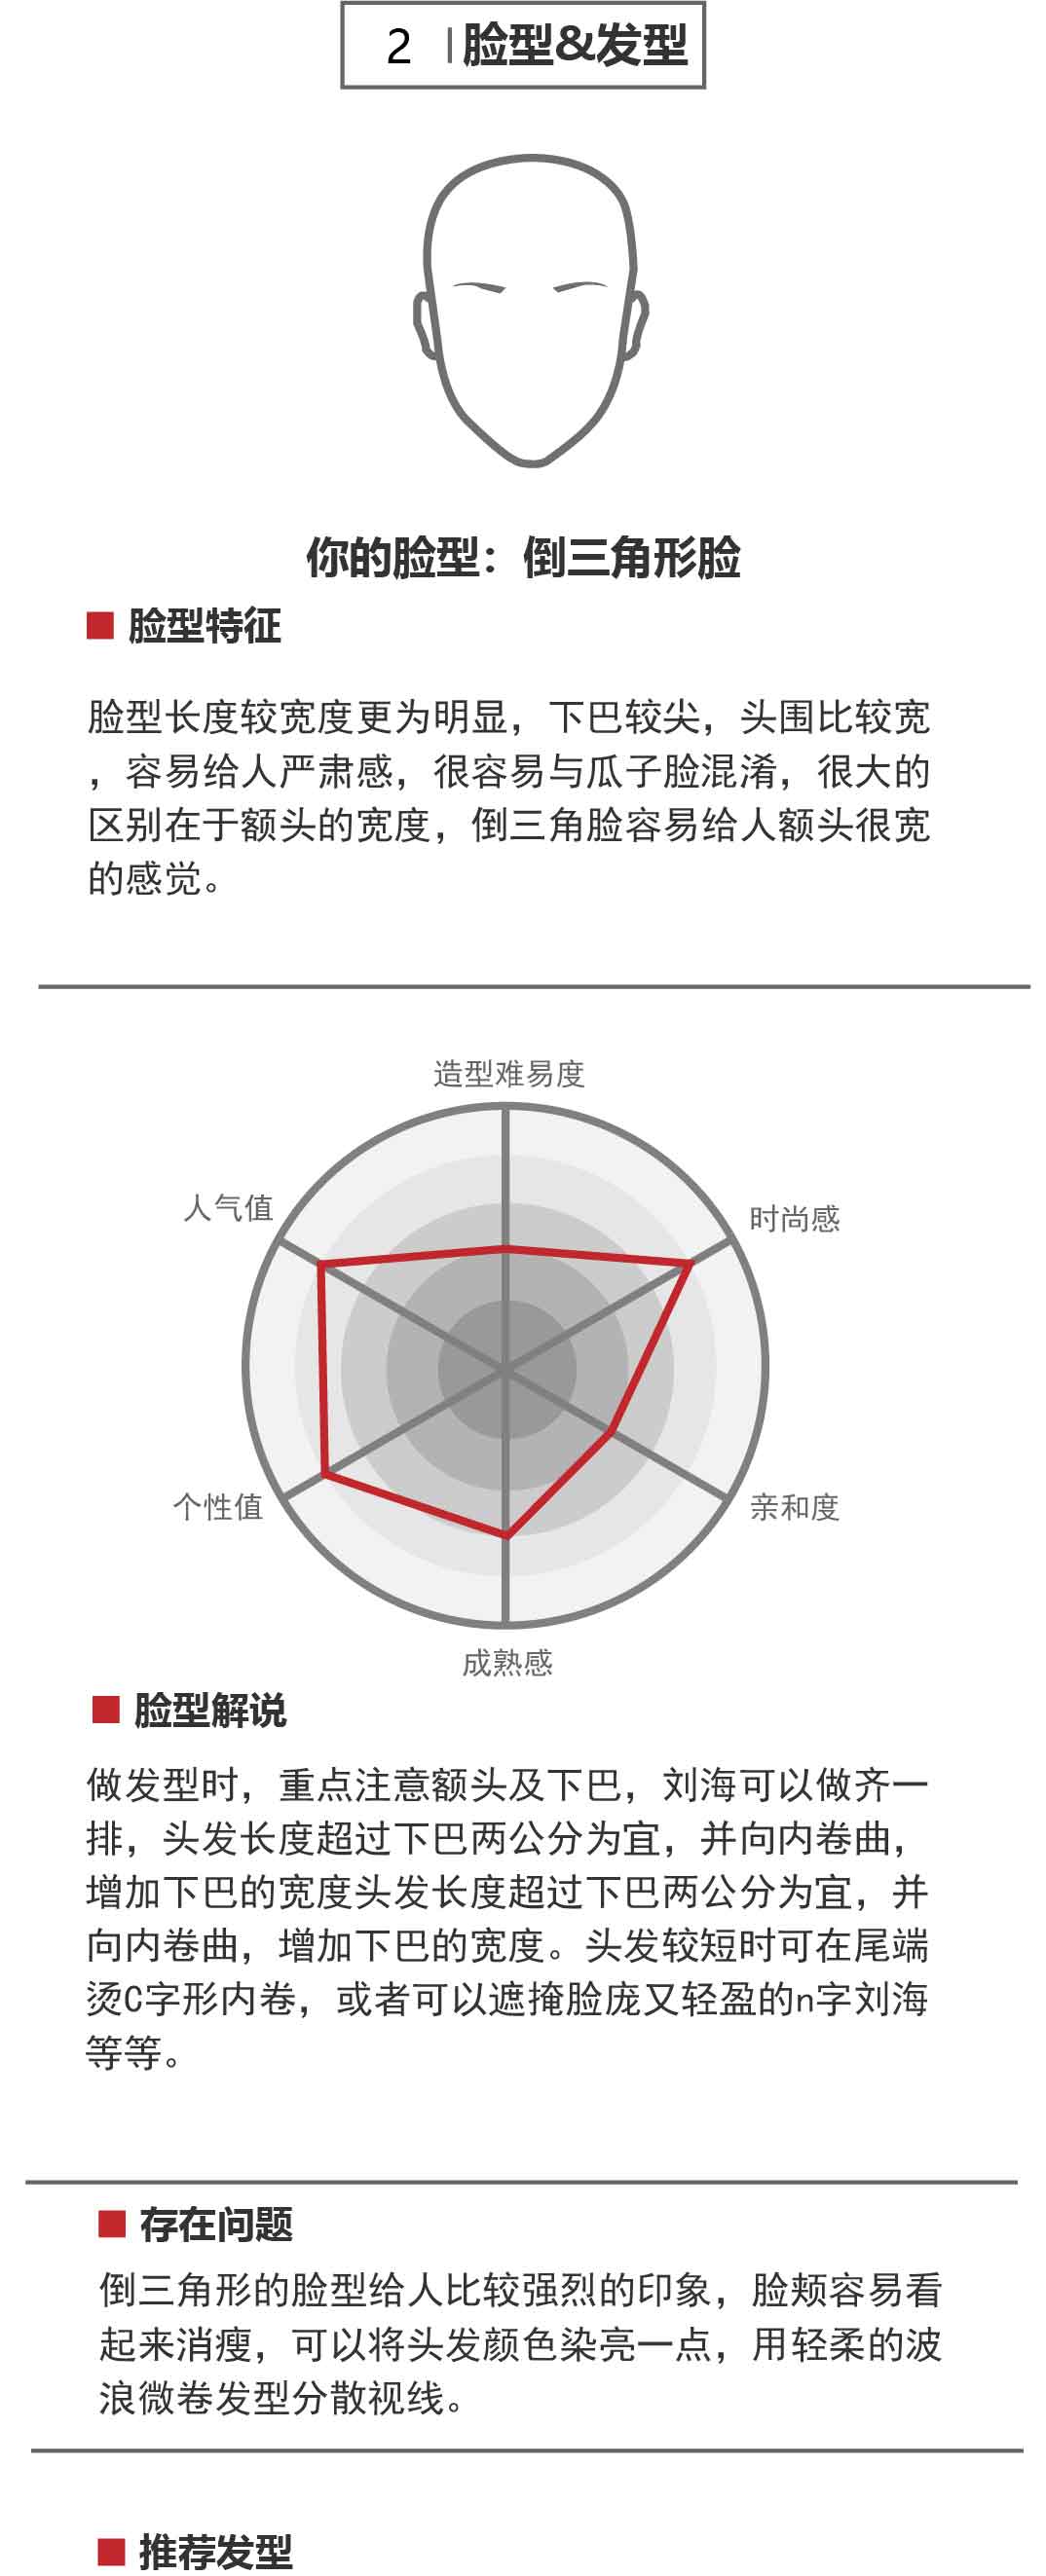 2 |脸型&发型
你的脸型：倒三角形脸
脸型特征
脸型长度较宽度更为明显，下巴较尖，头围比较宽
，容易给人严肃感，很容易与瓜子脸混淆，很大的
区别在于额头的宽度，倒三角脸容易给人额头很宽
的感觉。
造型难易度
人气值
时尚感
个性值
亲和度
成熟感
脸型解说
做发型时，重点注意额头及下巴，刘海可以做齐一
排，头发长度超过下巴两公分为宜，并向内卷曲，
增加下巴的宽度头发长度超过下巴两公分为宜，并
向内卷曲，增加下巴的宽度。头发较短时可在尾端
烫C字形内卷，或者可以遮掩脸庞又轻盈的n字刘海
等等。
存在问题
倒三角形的脸型给人比较强烈的印象，脸颊容易看
起来消瘦，可以将头发颜色染亮一点，用轻柔的波
浪微卷发型分散视线。
推荐发型